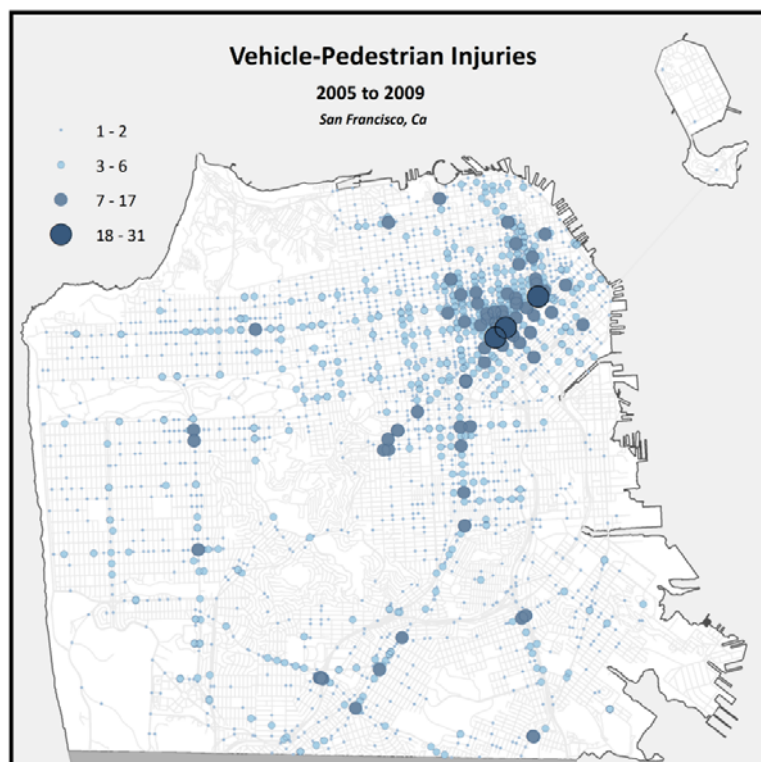 Vehicle-Pedestrian Injuries
2005 to 2009
San Francisco, Ca
1 - 2
3 - 6
7 - 17
18 - 31